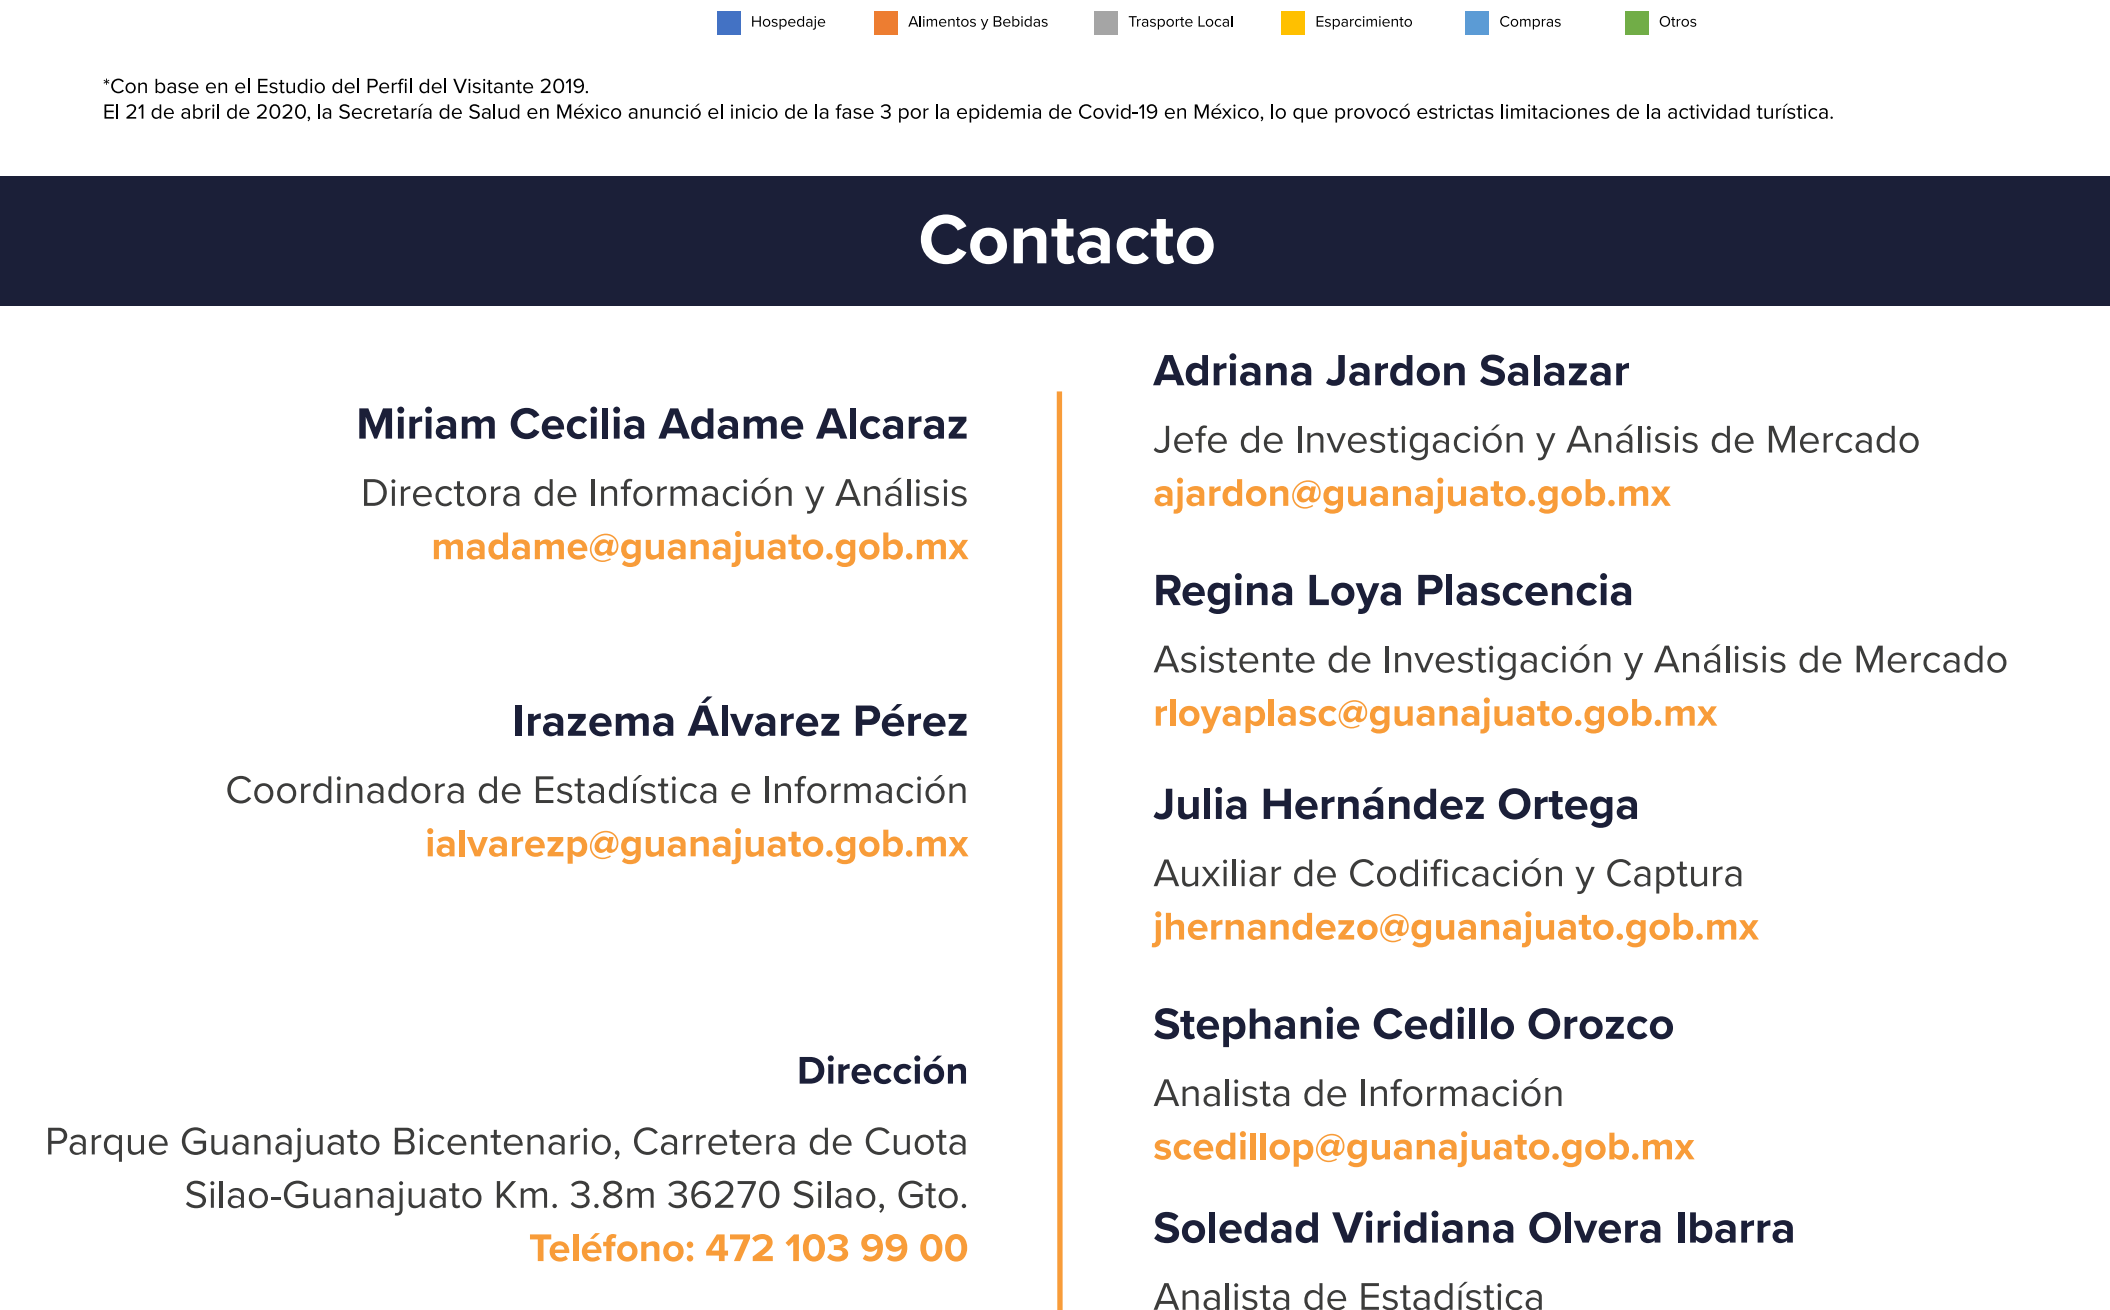 Hospedaje Alimentos y Bebidas Trasporte Local Esparcimiento Compras Otros
*Con base en el Estudio del Perfil del Visitante 2019.
El 21 de abril de 2020, la Secretaría de Salud en México anunció el inicio de la fase 3 por la epidemia de Covid-19 en México, lo que provocó estrictas limitaciones de la actividad turística.
Contacto
Miriam Cecilia Adame Alcaraz
Directora de Información y Análisis
madame@guanajuato.gob.mx
Irazema Álvarez Pérez
Coordinadora de Estadística e Información
ialvarezp@guanajuato.gob.mx
Dirección
Parque Guanajuato Bicentenario, Carretera de Cuota
Silao-Guanajuato Km. 3.8m 36270 Silao, Gto.
Teléfono: 472 103 99 00
Adriana Jardon Salazar
Jefe de Investigación y Análisis de Mercado
ajardon@guanajuato.gob.mx
Regina Loya Plascencia
Asistente de Investigación y Análisis de Mercado
rloyaplasc@guanajuato.gob.mx
Julia Hernández Ortega
Auxiliar de Codificación y Captura
jhernandezo@guanajuato.gob.mx
Stephanie Cedillo Orozco
Analista de Información
scedillop@guanajuato.gob.mx
Soledad Viridiana Olvera Ibarra
Analista de Estadística